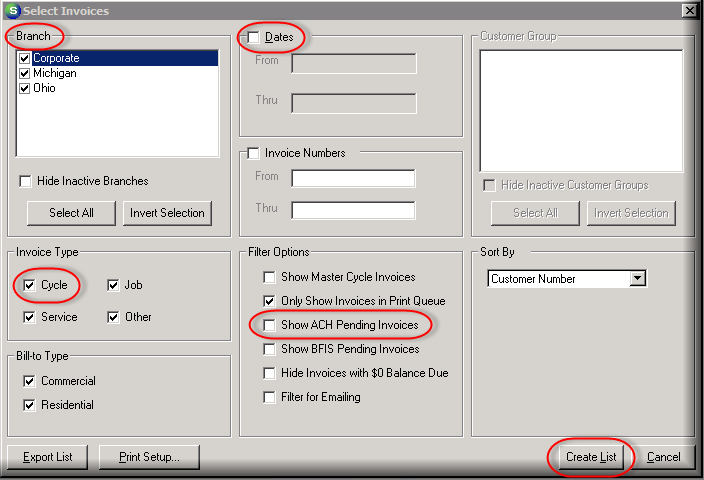 S Select Invoices
Branch
Corporate
Michigan
Ohio
Hide Inactive Branches
Select All Invert Selection
Dates
From
Thru
Invoice Numbers
From
Thru
Customer Group
Hide Inactive Customer Groups
Select All Invert Selection
Invoice Type
Cycle Job
Service Other
Bill-to Type
Commercial
Residential
Filter Options
Show Master Cycle Invoices
Only Show Invoices in Print Queue
Show ACH Pending Invoices
Show BFIS Pending Invoices
Hide Invoices with $0 Balance Due
Filter for Emailing
Sort By
Customer Number
Export List Print Setup... Create List Cancel